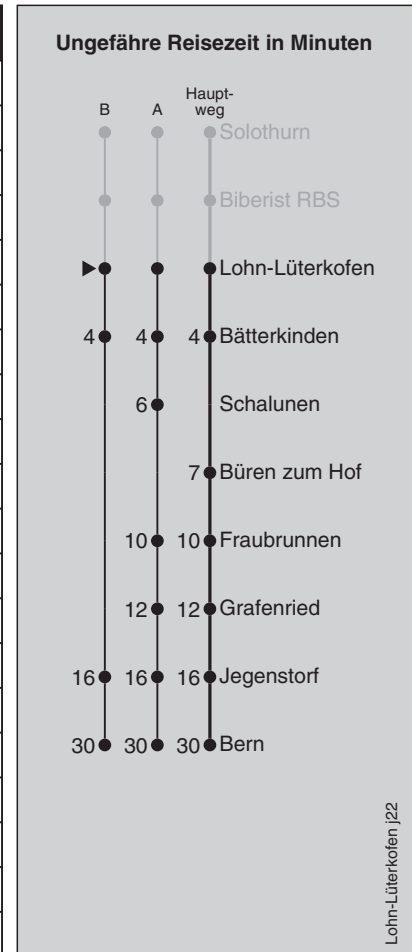 Ungefähre Reisezeit in Minuten
Haupt-
B A weg
Solothurn
Biberist RBS
Lohn-Lüterkofen
4 4 4 Bätterkinden
6 Schalunen
7 Büren zum Hof
10 10 Fraubrunnen
12 12 Grafenried
16 16 16 Jegenstorf
30 30 30 Bern
Lohn-Lüterkofen j22